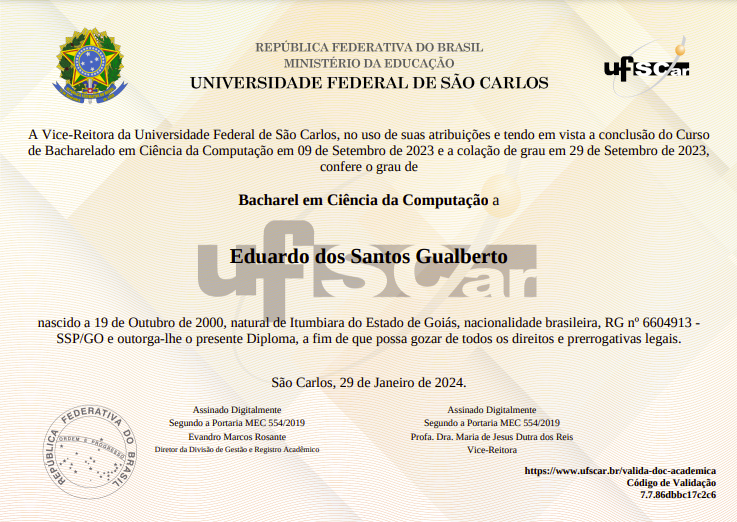 REPÚBLICA FEDERATIVA DO BRASIL
MINISTÉRIO DA EDUCAÇÃO
UNIVERSIDADE FEDERAL DE SÃO CARLOS
ufscar
A Vice-Reitora da Universidade Federal de São Carlos, no uso de suas atribuições e tendo em vista a conclusão do Curso
de Bacharelado em Ciência da Computação em 09 de Setembro de 2023 e a colação de grau em 29 de Setembro de 2023,
confere o grau de
Bacharel em Ciência da Computação a
ufscar
Eduardo dos Santos Gualberto
nascido a 19 de Outubro de 2000, natural de Itumbiara do Estado de Goiás, nacionalidade brasileira, RG nº 6604913 -
SSP/GO e outorga-lhe o presente Diploma, a fim de que possa gozar de todos os direitos e prerrogativas legais.
São Carlos, 29 de Janeiro de 2024.
REPÚBLICA FEDERATIVA DO BRASIL
ORDEM E PROGRESSO
Assinado Digitalmente
Segundo a Portaria MEC 554/2019
Evandro Marcos Rosante
Diretor da Divisão de Gestão e Registro Acadêmico
Assinado Digitalmente
Segundo a Portaria MEC 554/2019
Profa. Dra. Maria de Jesus Dutra dos Reis
Vice-Reitora
https://www.ufscar.br/valida-doc-academica
Código de Validação
7.7.86dbbc17c2c6